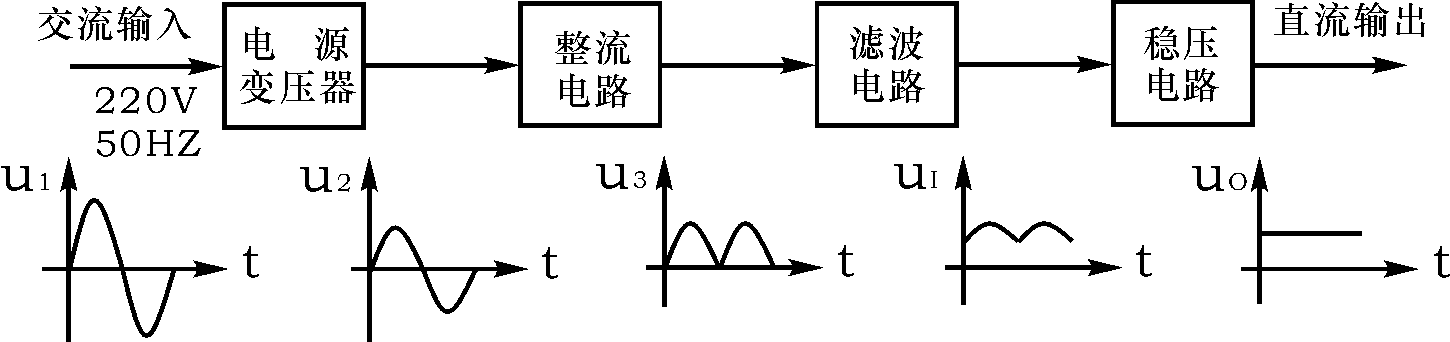 交流输入
220V
50HZ
电 源
变压器
整流
电路
滤波
电路
稳压
电路
直流输出
u1
t
u2
t
u3
t
uI
t
uO
t